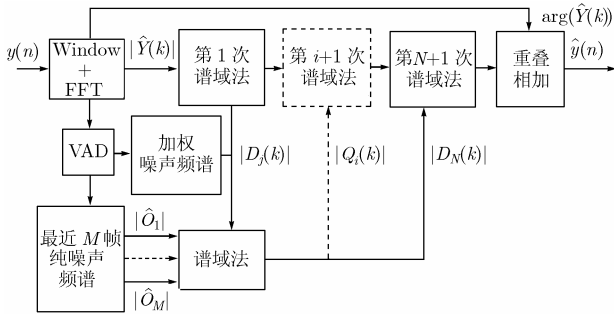 arg(Ŷ(k))
y(n)
Window
+
FFT
|Ŷ(k)|
第 1 次
谱域法
第 i+1 次
谱域法
第N+1 次
谱域法
重叠
相加
ŷ(n)
VAD
加权
噪声频谱
|D_j(k)|
|Q_i(k)|
|D_N(k)|
最近 M 帧
纯噪声
频谱
|Ô_1|
|Ô_M|
谱域法